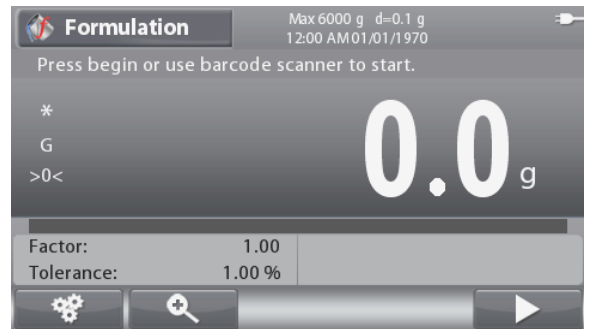 Formulation
Max 6000 g d=0.1 g
12:00 AM 01/01/1970
Press begin or use barcode scanner to start.
*
G
>0<
0.0 g
Factor: 1.00
Tolerance: 1.00 %